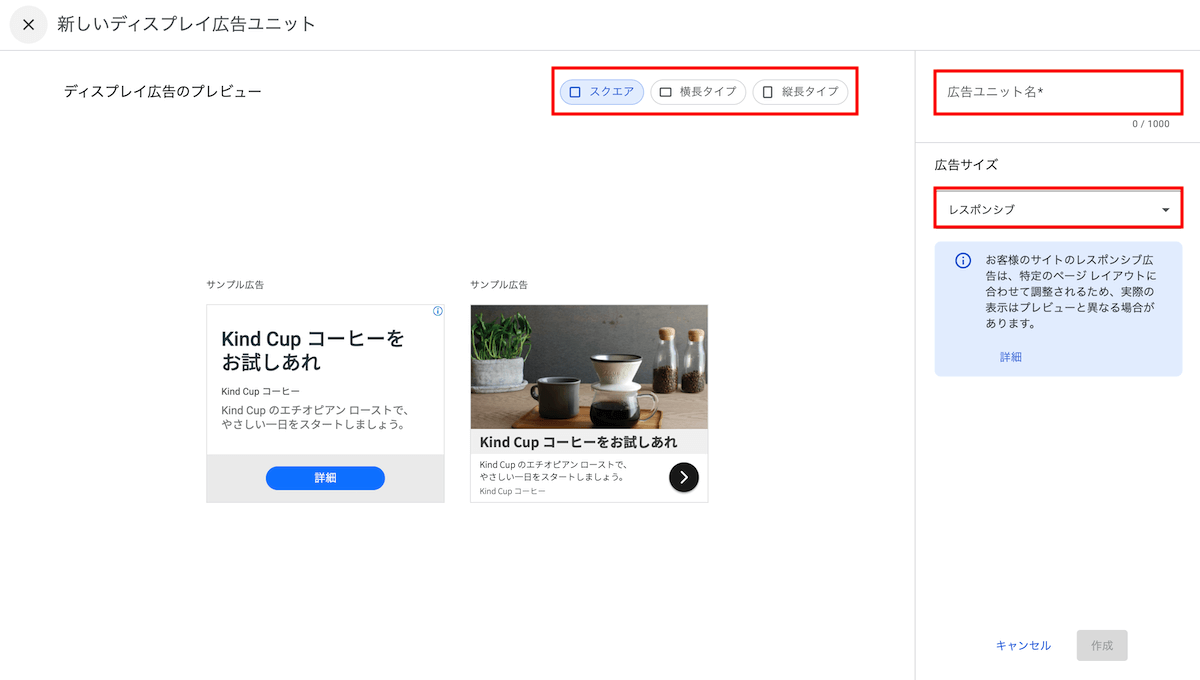 新しいディスプレイ広告ユニット
ディスプレイ広告のプレビュー
スクエア
横長タイプ
縦長タイプ
サンプル広告
Kind Cup コーヒーを
お試しあれ
Kind Cup コーヒー
Kind Cup のエチオピアン ローストで、
やさしい一日をスタートしましょう。
詳細
サンプル広告
Kind Cup コーヒーをお試しあれ
Kind Cup のエチオピアン ローストで、
やさしい一日をスタートしましょう。
Kind Cup コーヒー
広告ユニット名*
0 / 1000
広告サイズ
レスポンシブ
お客様のサイトのレスポンシブ広
告は、特定のページ レイアウトに
合わせて調整されるため、実際の
表示はプレビューと異なる場合が
あります。
詳細
キャンセル
作成